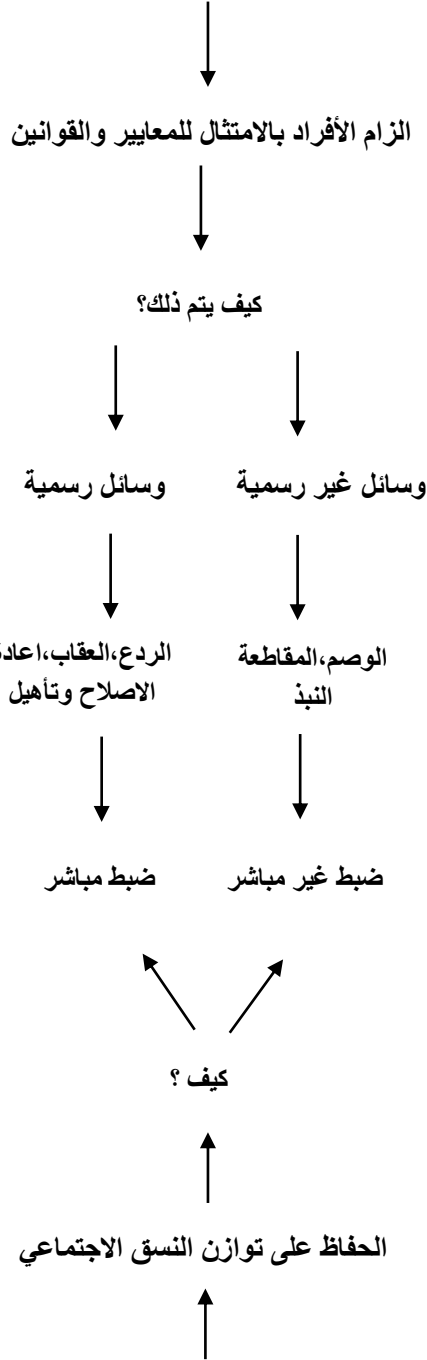 الزام الأفراد بالامتثال للمعايير والقوانين
كيف يتم ذلك؟
وسائل غير رسمية
وسائل رسمية
الوصم،المقاطعة
النبذ
الردع،العقاب،اعادة
الاصلاح وتأهيل
ضبط غير مباشر
ضبط مباشر
كيف ؟
الحفاظ على توازن النسق الاجتماعي